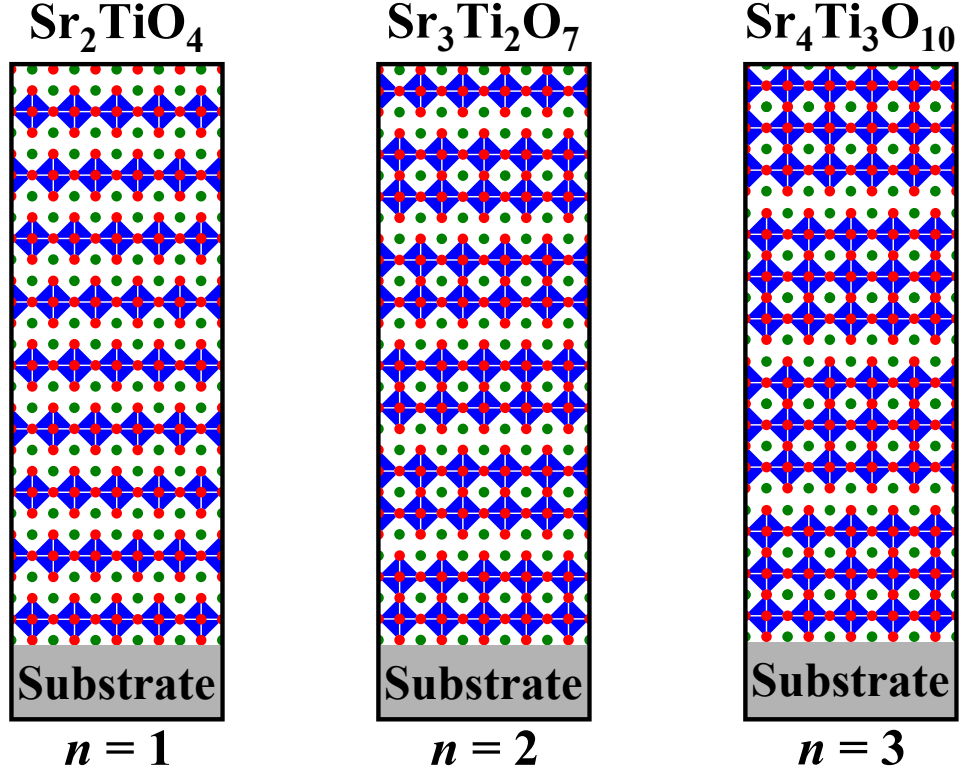 Sr₂TiO₄ Sr₃Ti₂O₇ Sr₄Ti₃O₁₀
Substrate Substrate Substrate
n = 1 n = 2 n = 3